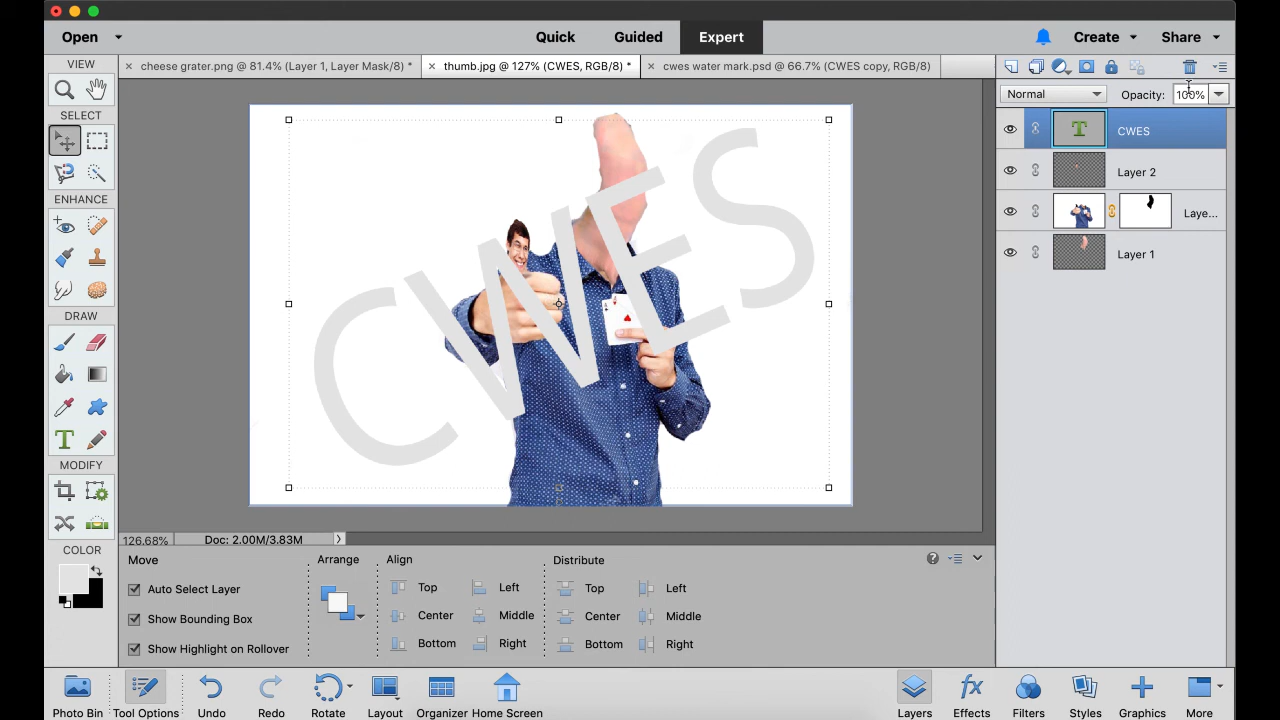 Open
Quick
Guided
Expert
Create
Share
VIEW
× cheese grater.png @ 81.4% (Layer 1, Layer Mask/8) *
× thumb.jpg @ 127% (CWES, RGB/8) *
× cwes water mark.psd @ 66.7% (CWES copy, RGB/8)
SELECT
ENHANCE
DRAW
T
MODIFY
COLOR
CWES
Normal
Opacity: 100%
T CWES
Layer 2
Laye...
Layer 1
126.68%
Doc: 2.00M/3.83M
Move
Auto Select Layer
Show Bounding Box
Show Highlight on Rollover
Arrange
Align
Top
Left
Center
Middle
Bottom
Right
Distribute
Top
Left
Center
Middle
Bottom
Right
Photo Bin
Tool Options
Undo
Redo
Rotate
Layout
Organizer
Home Screen
Layers
fx
Effects
Filters
Styles
Graphics
More